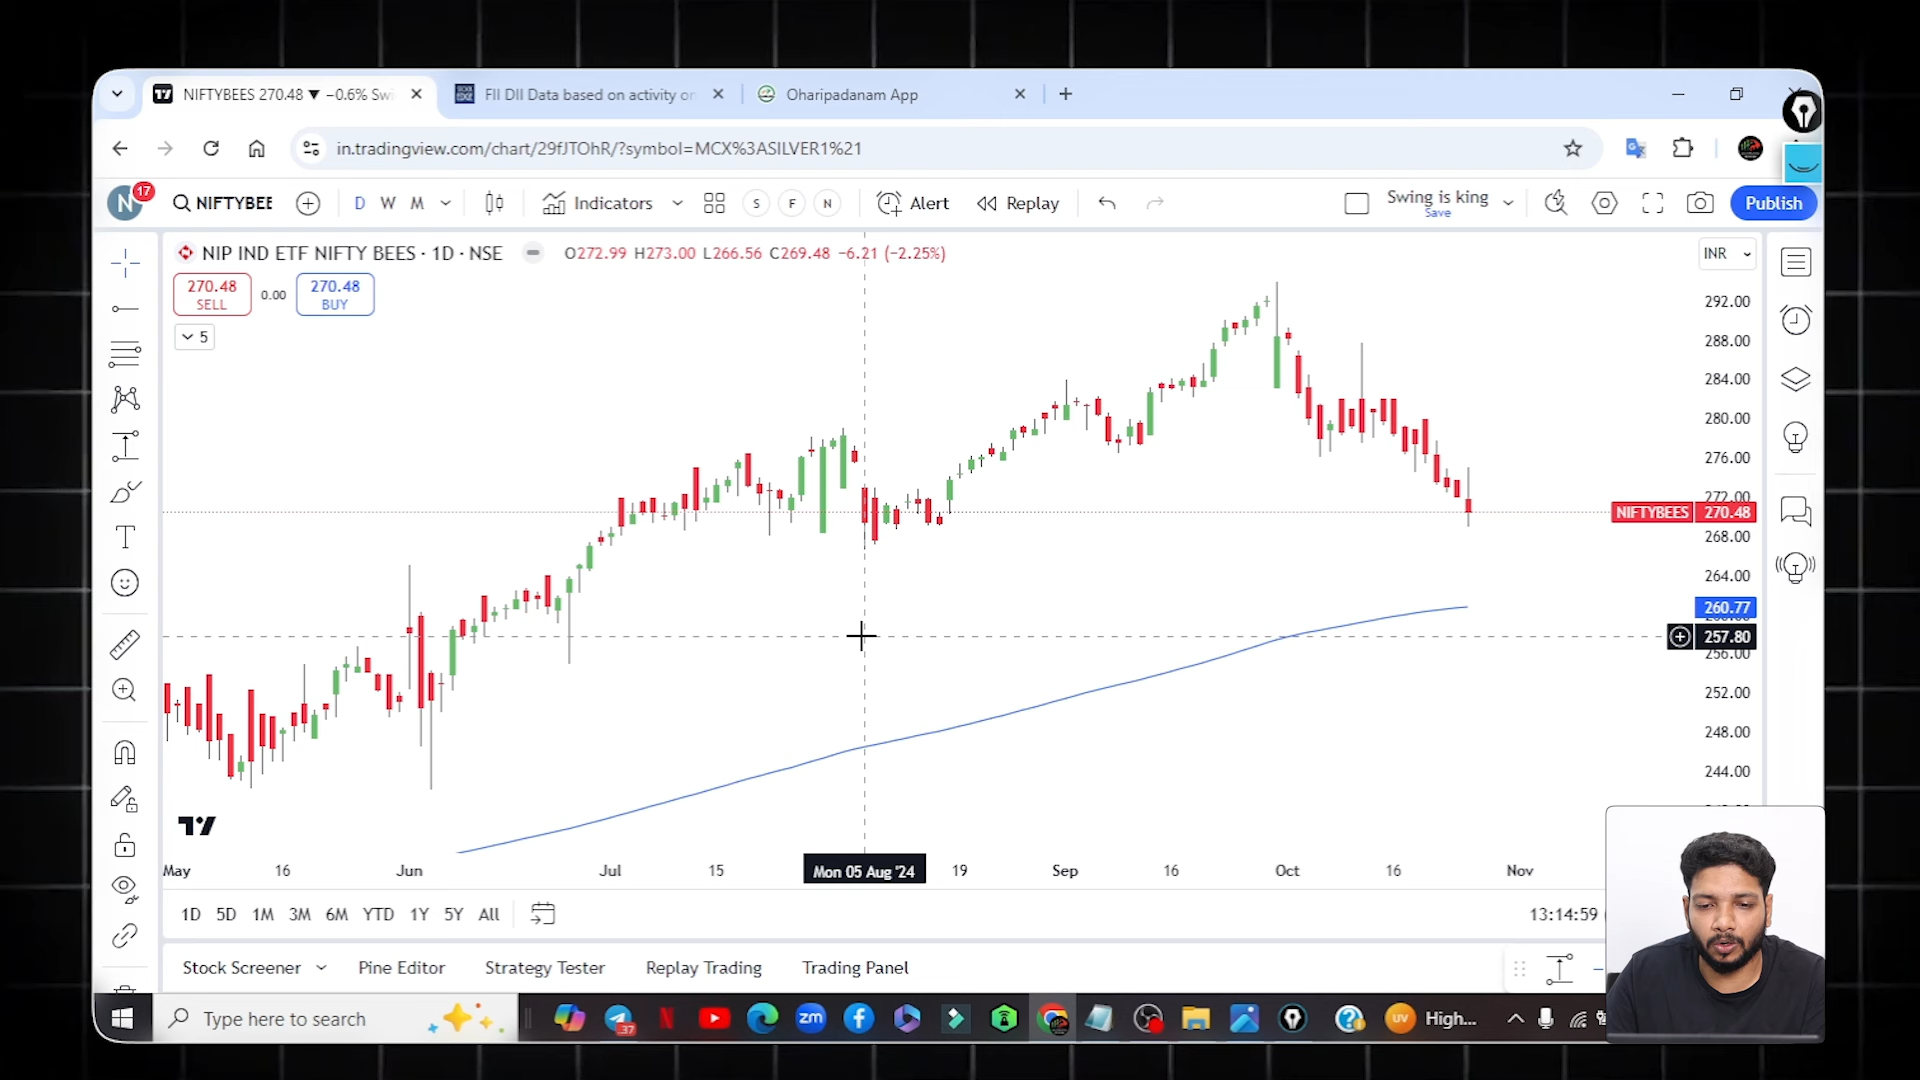 NIFTYBEES 270.48 ▼ −0.6% Swi
FII DII Data based on activity on
Oharipadanam App
in.tradingview.com/chart/29fJTOhR/?symbol=MCX%3ASILVER1%21
N 17 NIFTYBEE D W M Indicators S F N Alert Replay Swing is king Save Publish
NIP IND ETF NIFTY BEES · 1D · NSE O272.99 H273.00 L266.56 C269.48 −6.21 (−2.25%) INR
270.48 SELL 0.00 270.48 BUY
5
292.00
288.00
284.00
280.00
276.00
272.00
NIFTYBEES 270.48
268.00
264.00
260.77
257.80
256.00
252.00
248.00
244.00
May 16 Jun Jul 15 Mon 05 Aug '24 19 Sep 16 Oct 16 Nov
1D 5D 1M 3M 6M YTD 1Y 5Y All 13:14:59
Stock Screener Pine Editor Strategy Tester Replay Trading Trading Panel
Type here to search 37 zm UV High...